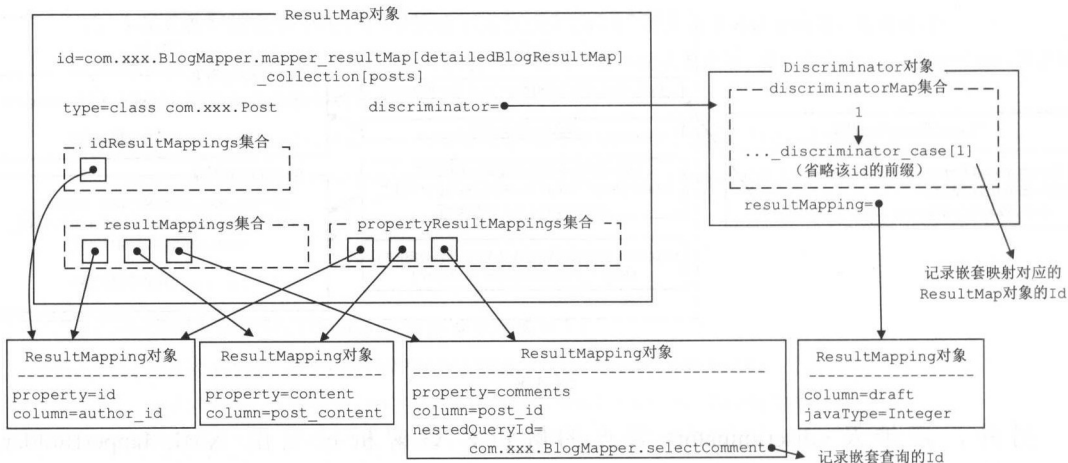 ResultMap对象
id=com.xxx.BlogMapper.mapper_resultMap[detailedBlogResultMap]
_collection[posts]
type=class com.xxx.Post
discriminator=
idResultMappings集合
resultMappings集合
propertyResultMappings集合
Discriminator对象
discriminatorMap集合
1
..._discriminator_case[1]
(省略该id的前缀)
resultMapping=
记录嵌套映射对应的
ResultMap对象的Id
ResultMapping对象
property=id
column=author_id
ResultMapping对象
property=content
column=post_content
ResultMapping对象
property=comments
column=post_id
nestedQueryId=
com.xxx.BlogMapper.selectComment
记录嵌套查询的Id
ResultMapping对象
column=draft
javaType=Integer